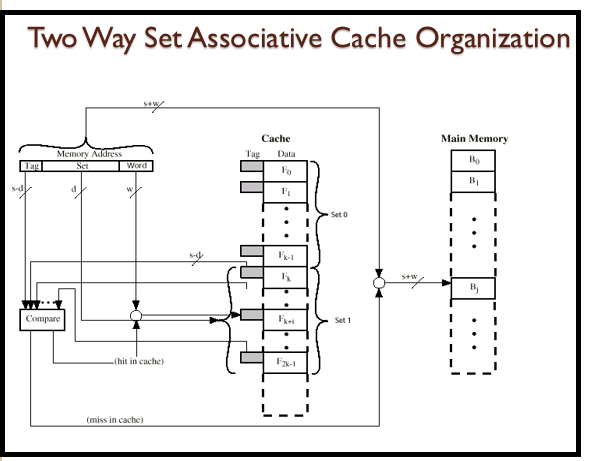 Two Way Set Associative Cache Organization
s+w
Memory Address
Tag Set Word
s-d d w
Cache
Tag Data
F0
F1
Set 0
Fk-1
s-d
Fk
Fk+i
Set 1
F2k-1
Compare
(hit in cache)
(miss in cache)
s+w
Main Memory
B0
B1
Bj